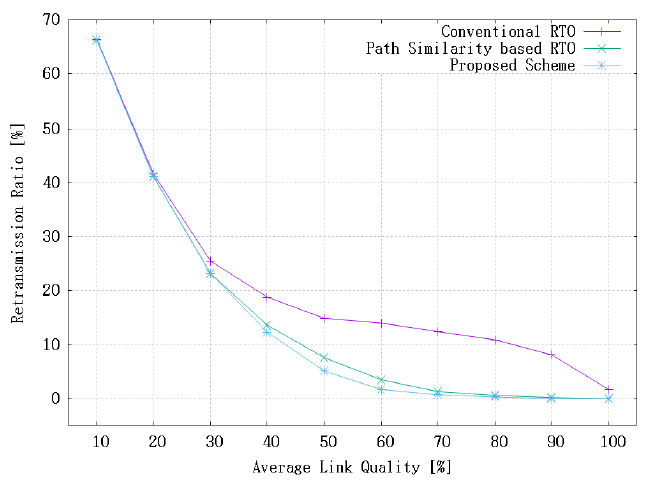 70
60
50
40
30
20
10
0
Retransmission Ratio [%]
Conventional RTO
Path Similarity based RTO
Proposed Scheme
10 20 30 40 50 60 70 80 90 100
Average Link Quality [%]